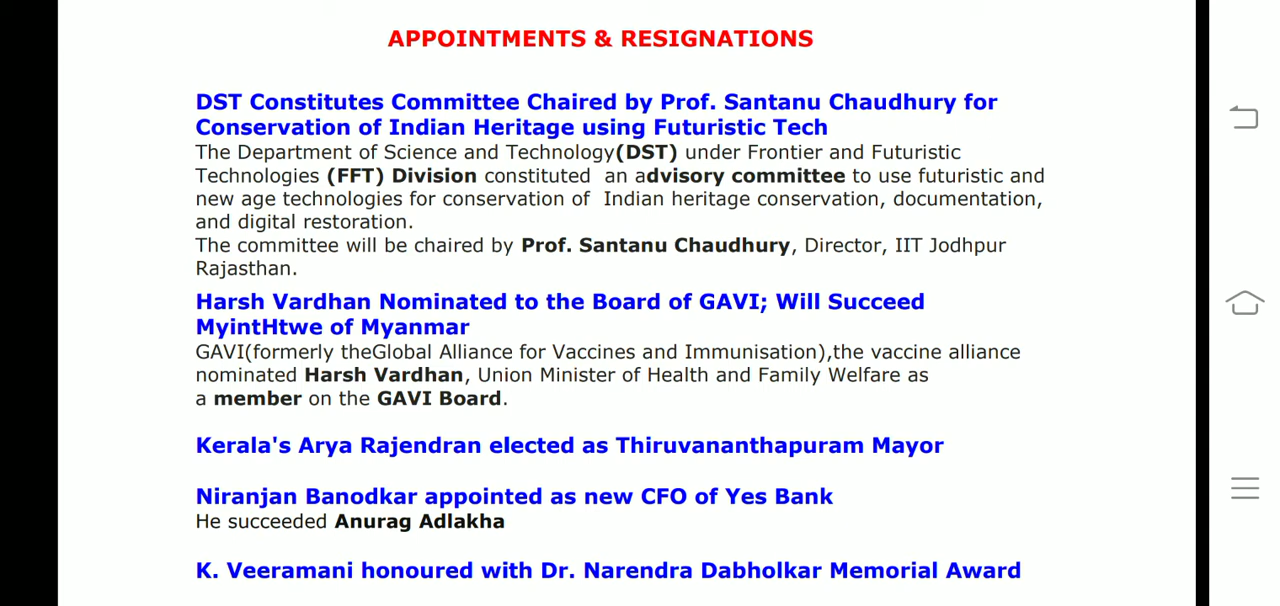 APPOINTMENTS & RESIGNATIONS
DST Constitutes Committee Chaired by Prof. Santanu Chaudhury for
Conservation of Indian Heritage using Futuristic Tech
The Department of Science and Technology(DST) under Frontier and Futuristic
Technologies (FFT) Division constituted an advisory committee to use futuristic and
new age technologies for conservation of Indian heritage conservation, documentation,
and digital restoration.
The committee will be chaired by Prof. Santanu Chaudhury, Director, IIT Jodhpur
Rajasthan.
Harsh Vardhan Nominated to the Board of GAVI; Will Succeed
MyintHtwe of Myanmar
GAVI(formerly theGlobal Alliance for Vaccines and Immunisation),the vaccine alliance
nominated Harsh Vardhan, Union Minister of Health and Family Welfare as
a member on the GAVI Board.
Kerala's Arya Rajendran elected as Thiruvananthapuram Mayor
Niranjan Banodkar appointed as new CFO of Yes Bank
He succeeded Anurag Adlakha
K. Veeramani honoured with Dr. Narendra Dabholkar Memorial Award